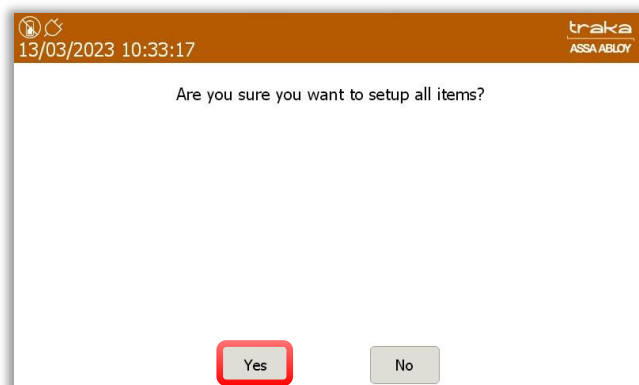 traka
13/03/2023 10:33:17
ASSA ABLOY
Are you sure you want to setup all items?
Yes
No